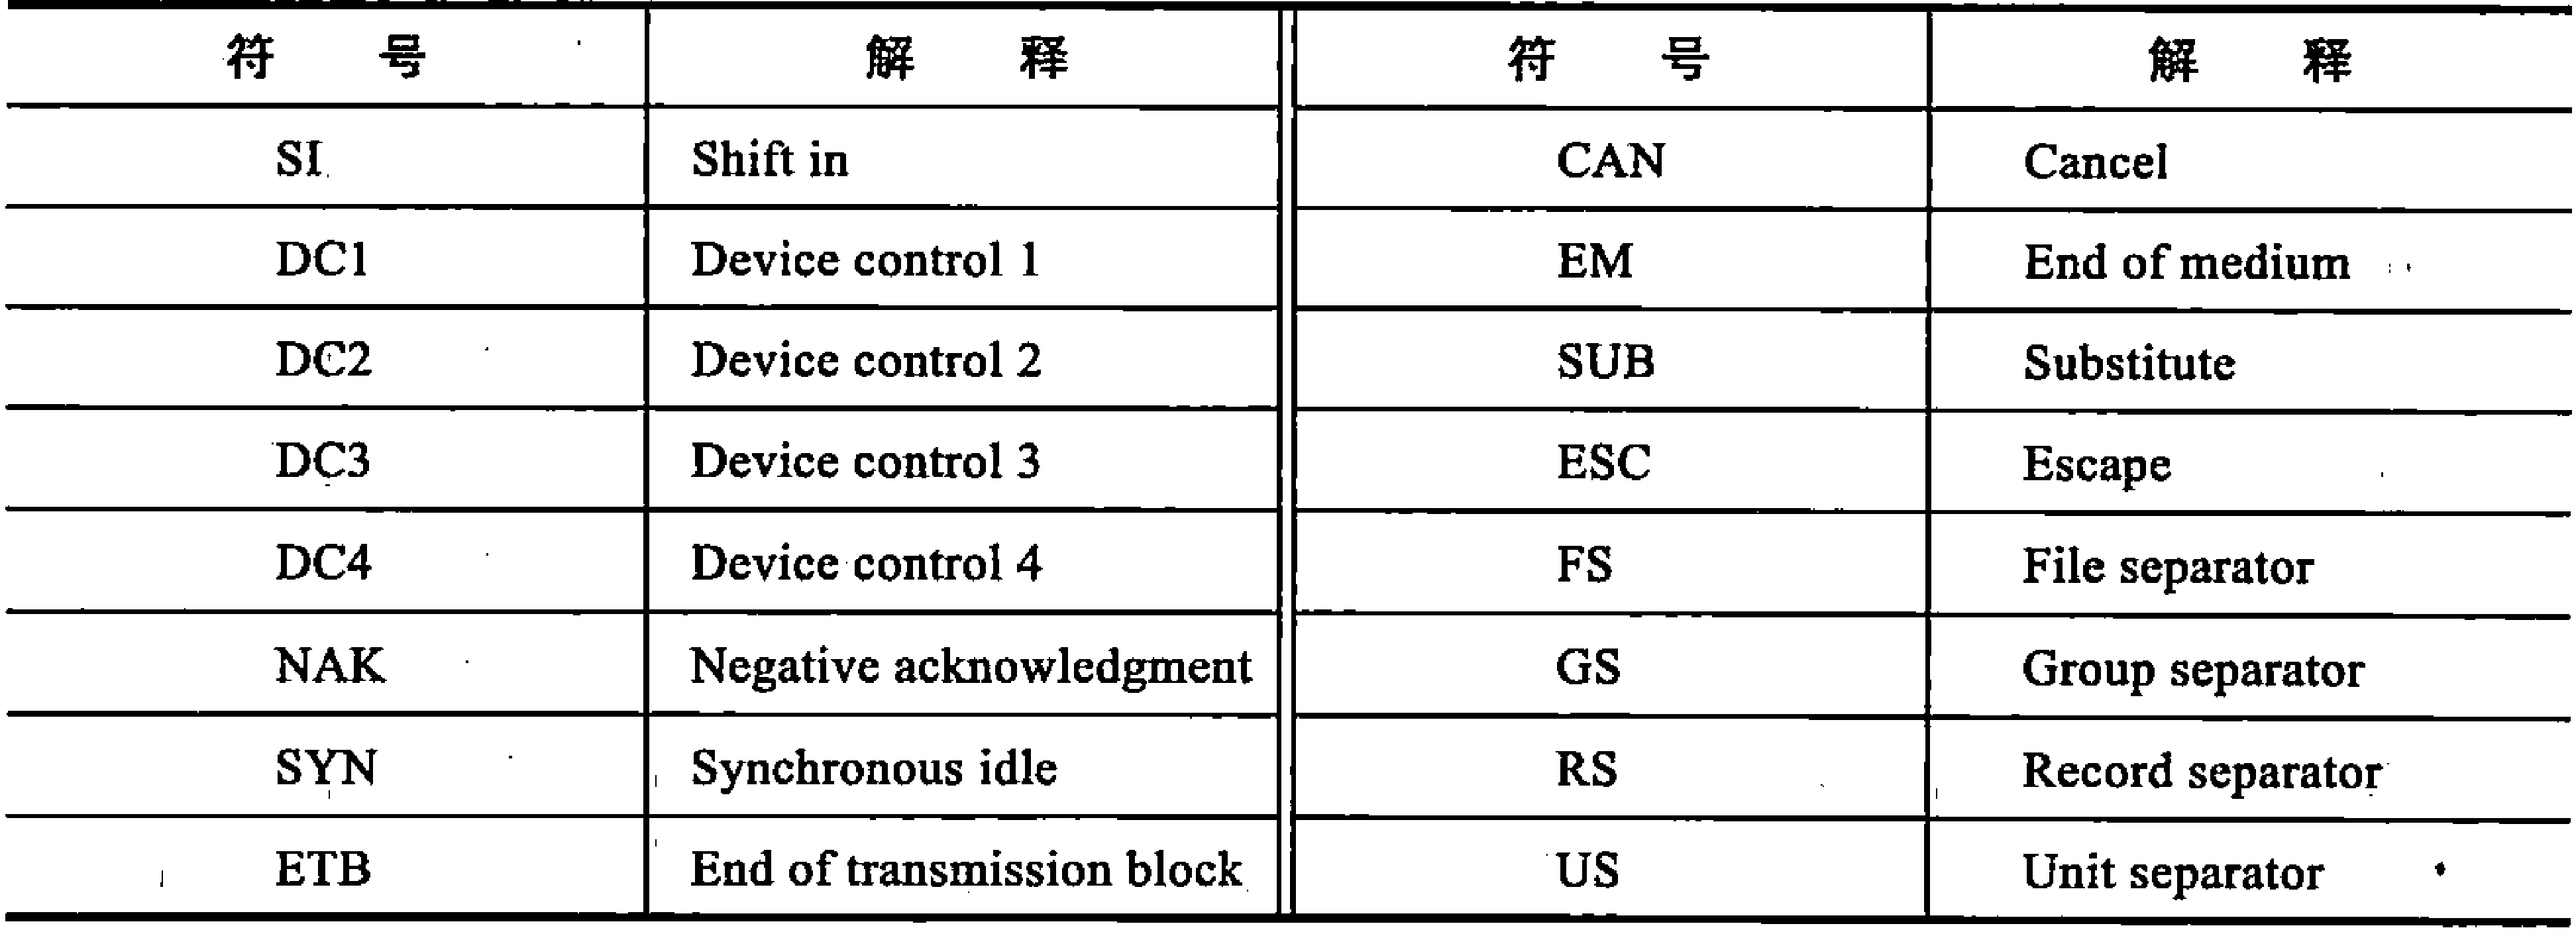 符 号 解 释 符 号 解 释
SI Shift in CAN Cancel
DC1 Device control 1 EM End of medium
DC2 Device control 2 SUB Substitute
DC3 Device control 3 ESC Escape
DC4 Device control 4 FS File separator
NAK Negative acknowledgment GS Group separator
SYN Synchronous idle RS Record separator
ETB End of transmission block US Unit separator